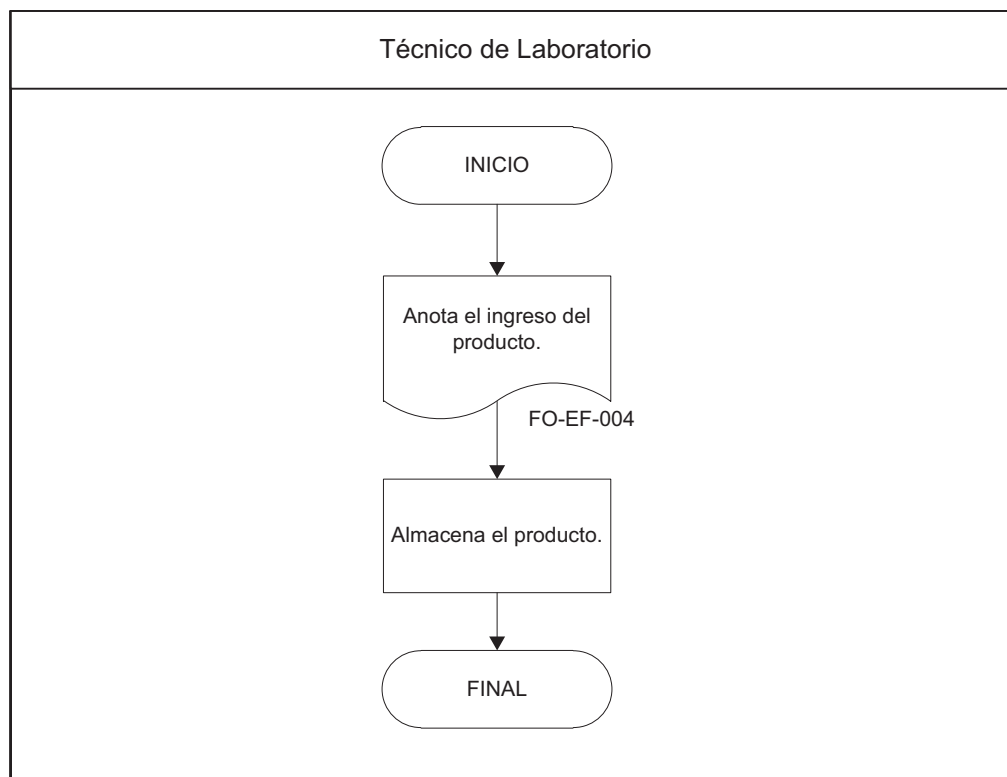 Técnico de Laboratorio
INICIO
Anota el ingreso del
producto.
FO-EF-004
Almacena el producto.
FINAL